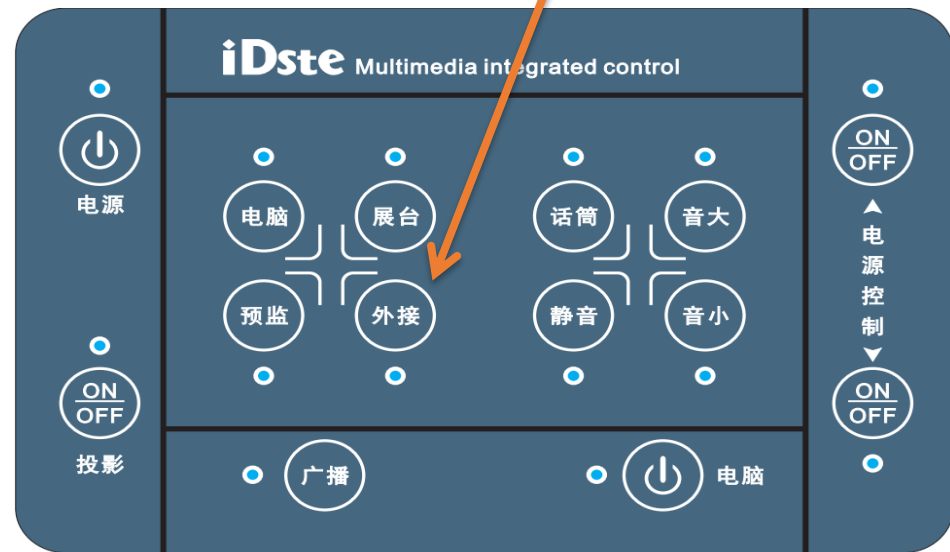 iDste Multimedia integrated control
电源
ON
OFF
投影
电脑 展台
预监 外接
话筒 音大
静音 音小
广播
电脑
ON
OFF
电源控制
ON
OFF